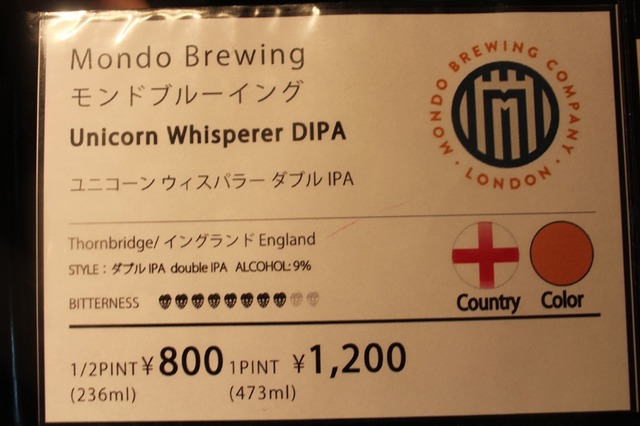 Mondo Brewing
モンドブルーイング
Unicorn Whisperer DIPA
ユニコーン ウィスパラー ダブル IPA
MONDO BREWING COMPANY
· LONDON ·
M
Thornbridge/ イングランド England
STYLE : ダブル IPA double IPA ALCOHOL: 9%
BITTERNESS
Country Color
1/2PINT ¥800 1PINT ¥1,200
(236ml) (473ml)